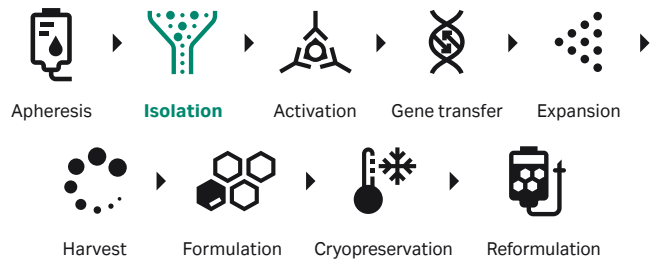 Apheresis Isolation Activation Gene transfer Expansion
Harvest Formulation Cryopreservation Reformulation